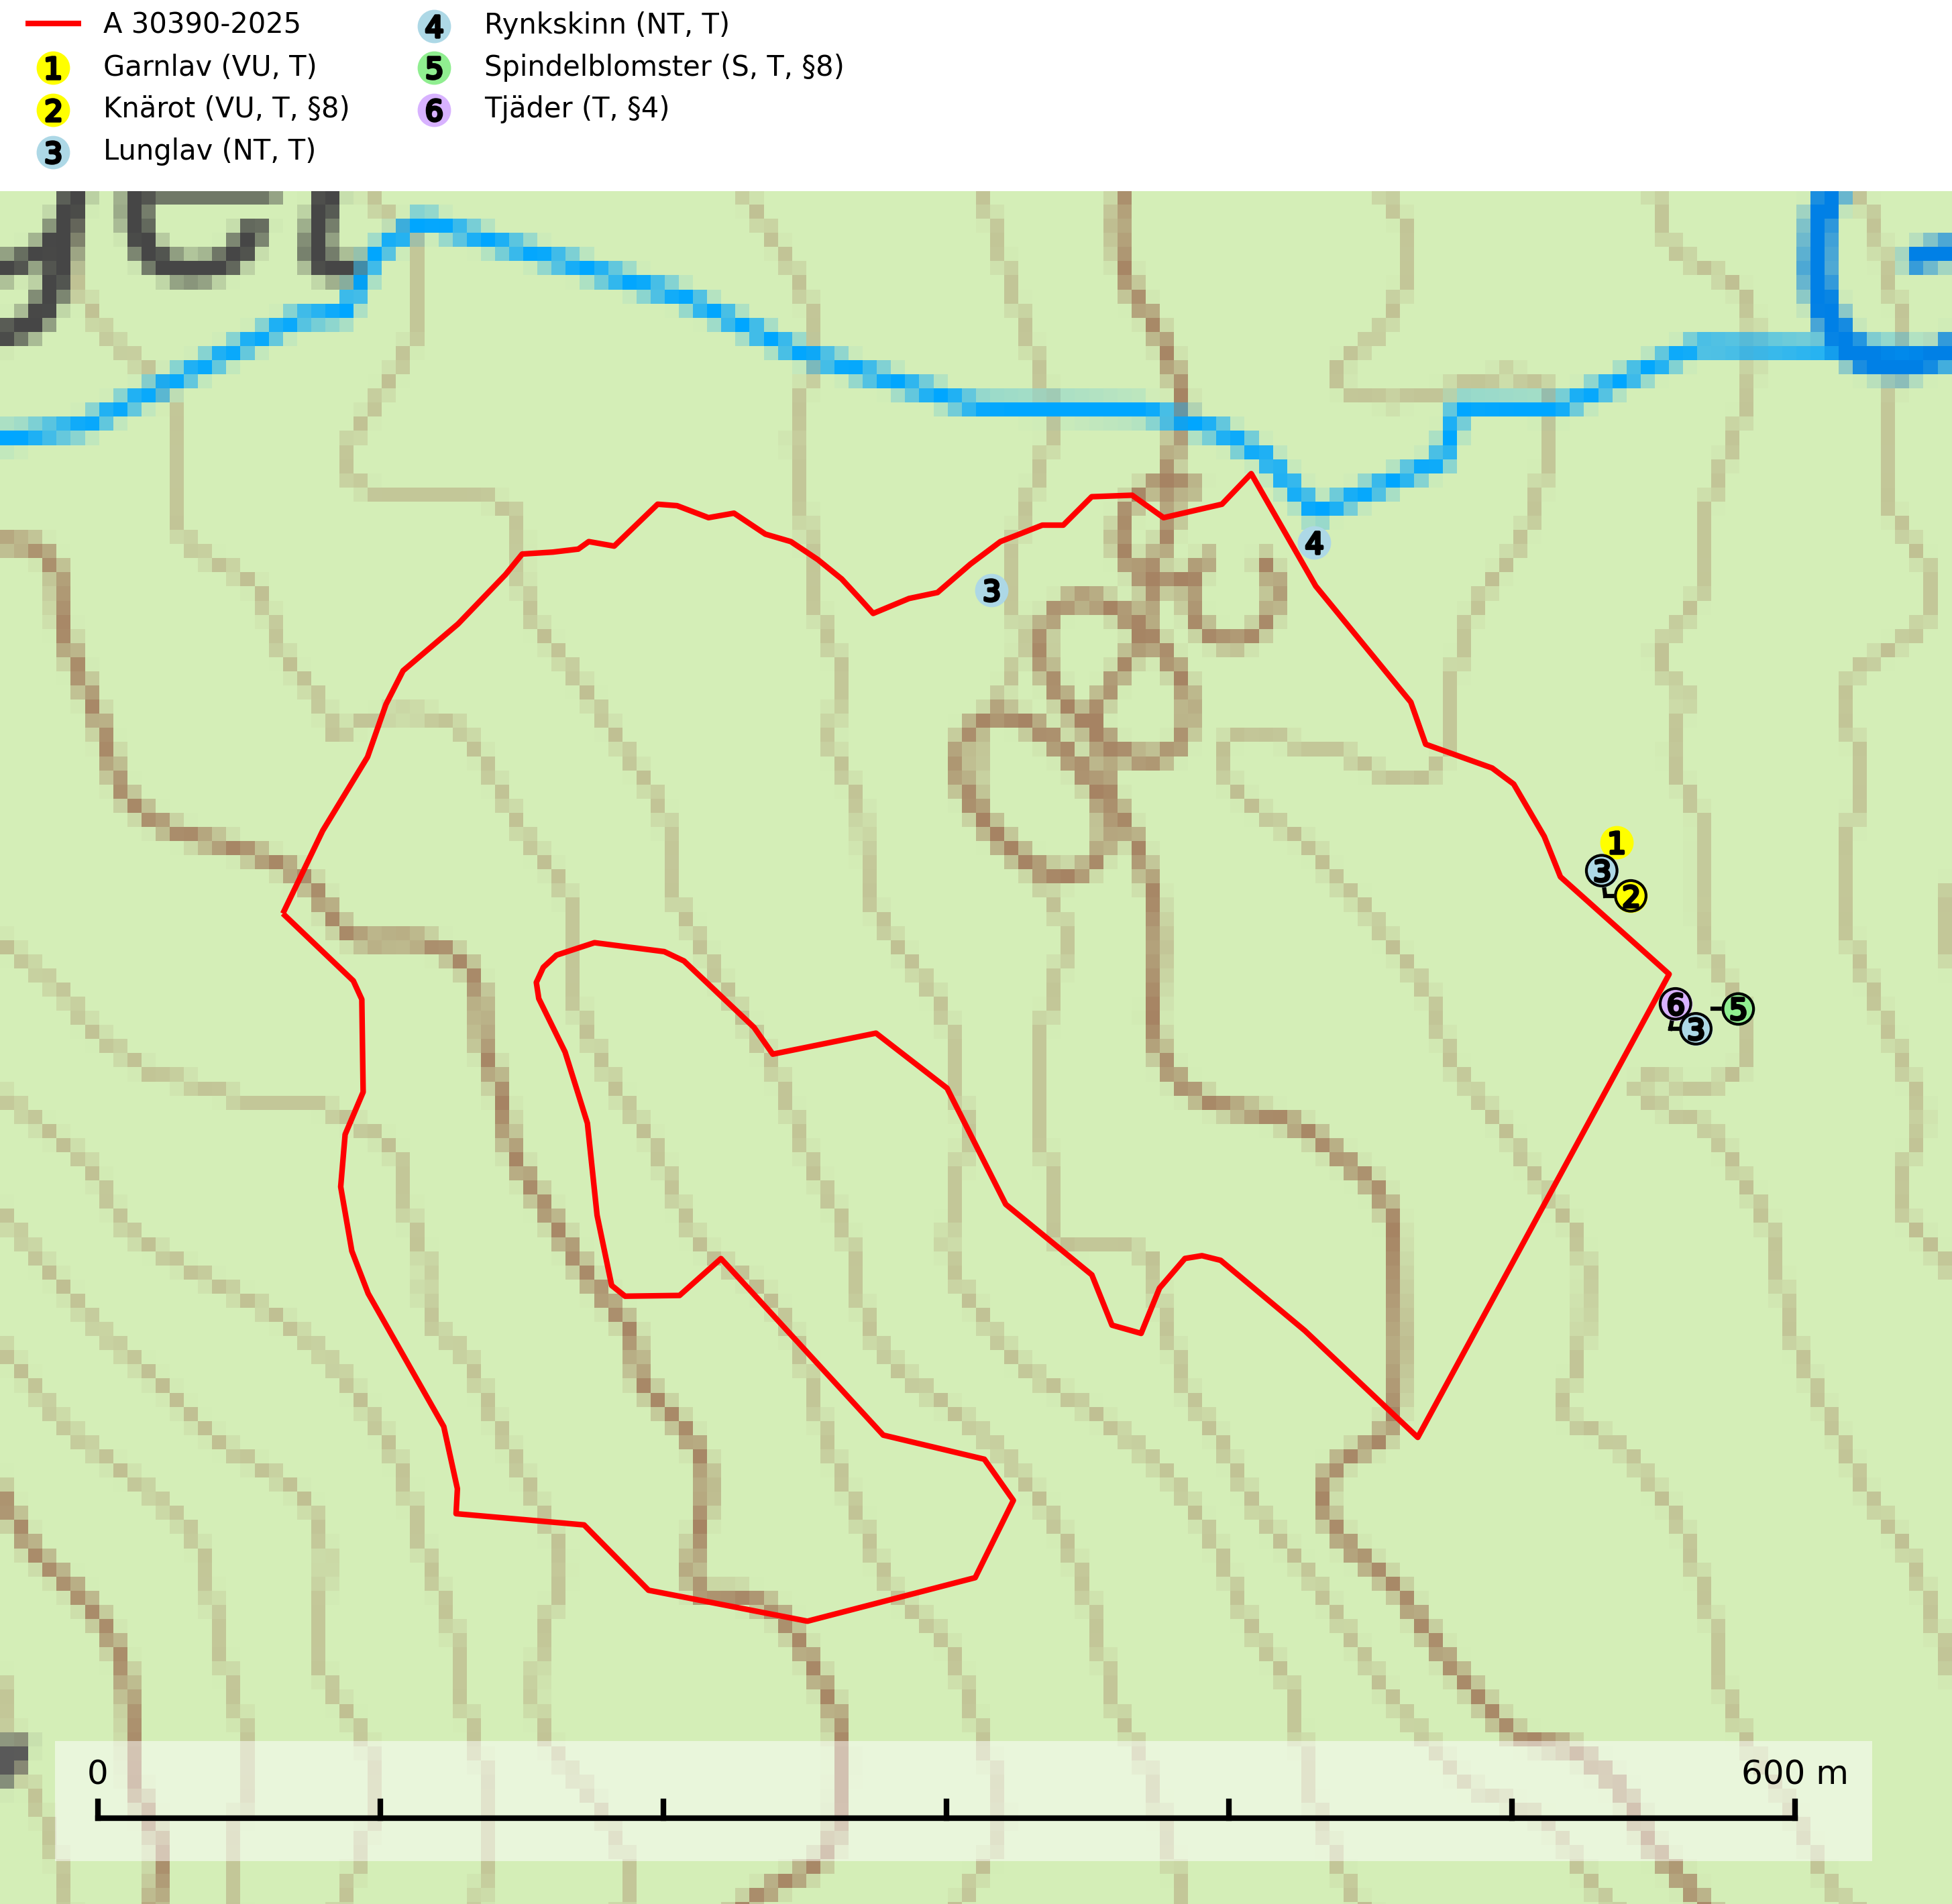 A 30390-2025
1 Garnlav (VU, T)
2 Knärot (VU, T, §8)
3 Lunglav (NT, T)
4 Rynkskinn (NT, T)
5 Spindelblomster (S, T, §8)
6 Tjäder (T, §4)
4
3
1
3
2
6
5
3
0
600 m